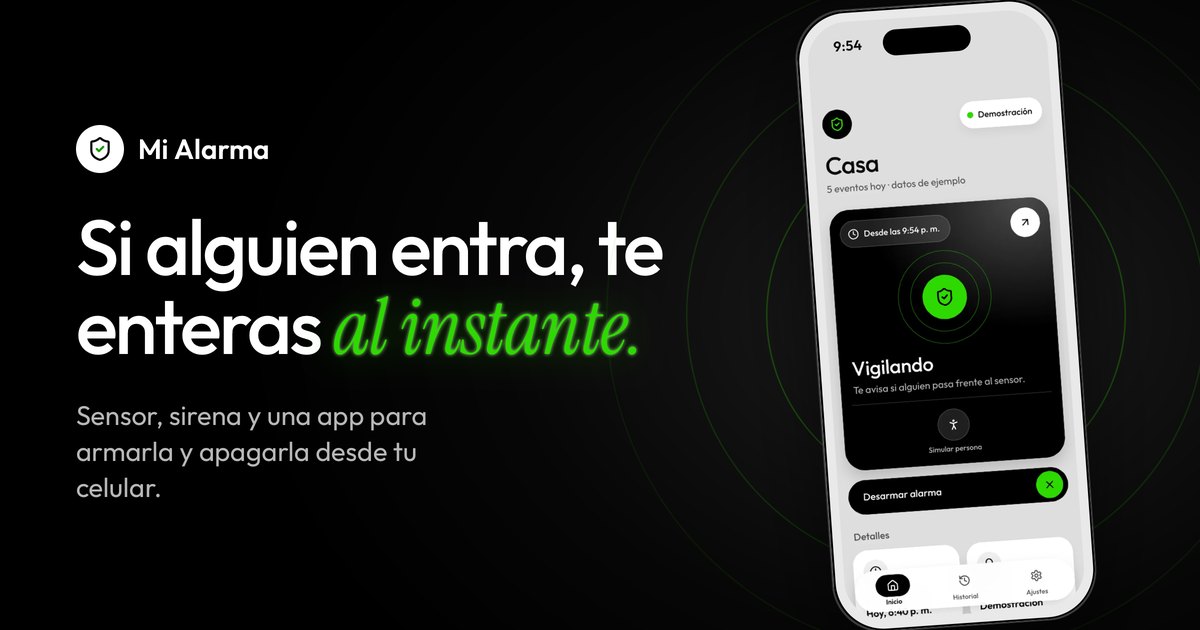 Mi Alarma
Si alguien entra, te
enteras al instante.
Sensor, sirena y una app para
armarla y apagarla desde tu
celular.
9:54
Demostración
Casa
5 eventos hoy · datos de ejemplo
Desde las 9:54 p. m.
Vigilando
Te avisa si alguien pasa frente al sensor.
Simular persona
Desarmar alarma
Detalles
Inicio
Historial
Ajustes
Hoy, 6:40 p. m.
Demostración